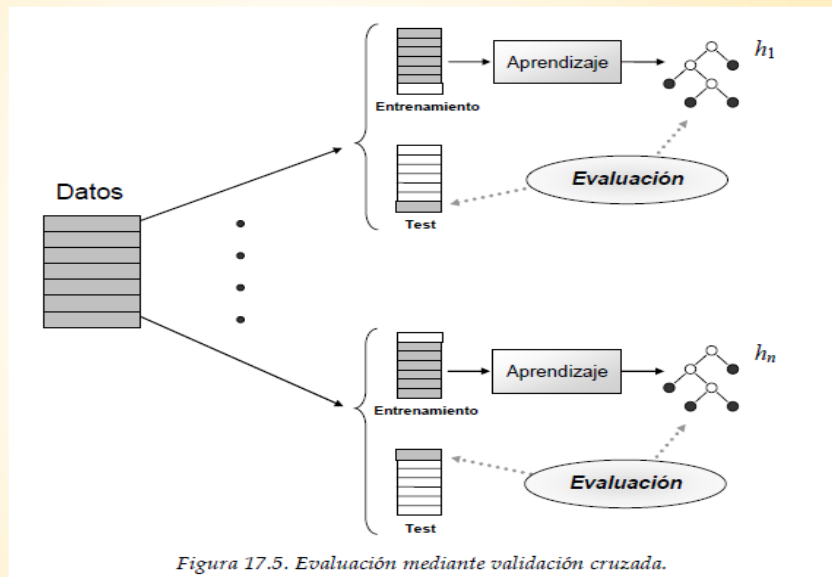 Aprendizaje
h₁
Entrenamiento
Evaluación
Test
Datos
Aprendizaje
hₙ
Entrenamiento
Evaluación
Test
Figura 17.5. Evaluación mediante validación cruzada.